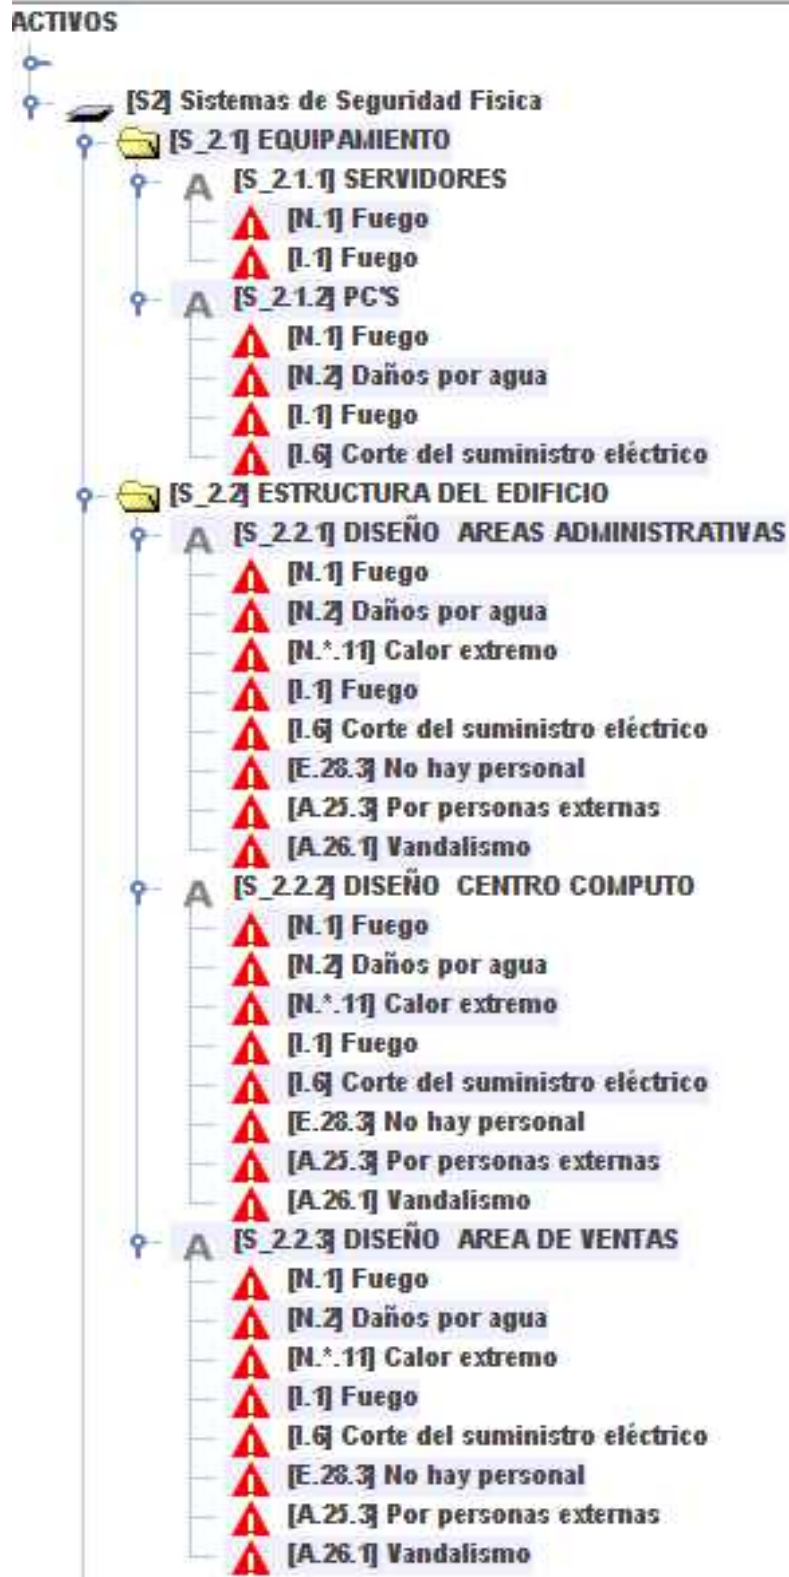 ACTIVOS
[S2] Sistemas de Seguridad Fisica
[S_2.1] EQUIPAMIENTO
A [S_2.1.1] SERVIDORES
[N.1] Fuego
[I.1] Fuego
A [S_2.1.2] PC'S
[N.1] Fuego
[N.2] Daños por agua
[I.1] Fuego
[I.6] Corte del suministro eléctrico
[S_2.2] ESTRUCTURA DEL EDIFICIO
A [S_2.2.1] DISEÑO AREAS ADMINISTRATIVAS
[N.1] Fuego
[N.2] Daños por agua
[N.*.11] Calor extremo
[I.1] Fuego
[I.6] Corte del suministro eléctrico
[E.28.3] No hay personal
[A.25.3] Por personas externas
[A.26.1] Vandalismo
A [S_2.2.2] DISEÑO CENTRO COMPUTO
[N.1] Fuego
[N.2] Daños por agua
[N.*.11] Calor extremo
[I.1] Fuego
[I.6] Corte del suministro eléctrico
[E.28.3] No hay personal
[A.25.3] Por personas externas
[A.26.1] Vandalismo
A [S_2.2.3] DISEÑO AREA DE VENTAS
[N.1] Fuego
[N.2] Daños por agua
[N.*.11] Calor extremo
[I.1] Fuego
[I.6] Corte del suministro eléctrico
[E.28.3] No hay personal
[A.25.3] Por personas externas
[A.26.1] Vandalismo